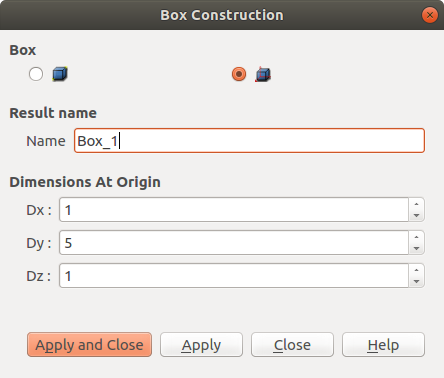 Box Construction
Box
Result name
Name Box_1
Dimensions At Origin
Dx : 1
Dy : 5
Dz : 1
Apply and Close Apply Close Help